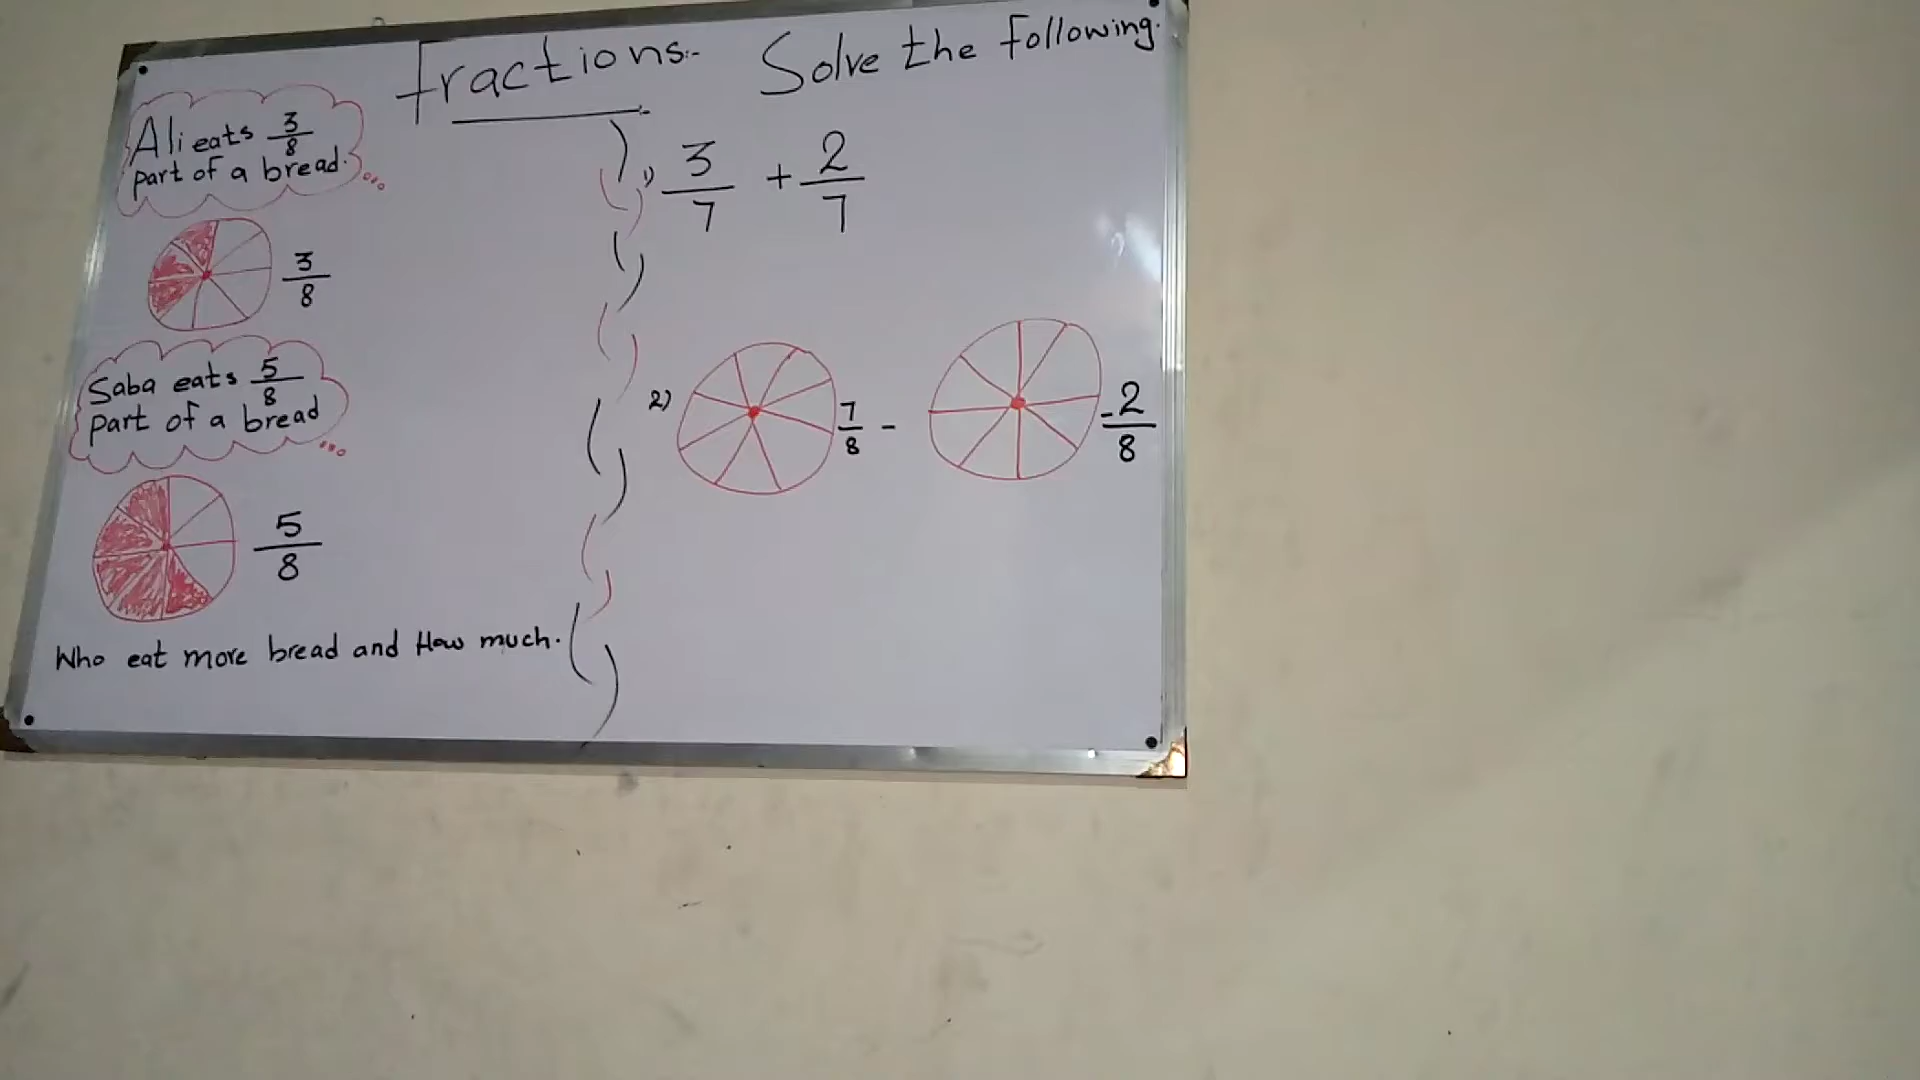 Fractions:-
Ali eats 3/8
part of a bread.
3/8
Saba eats 5/8
part of a bread
5/8
Who eat more bread and How much.
Solve the following.
1) 3/7 + 2/7
2) 7/8 - -2/8